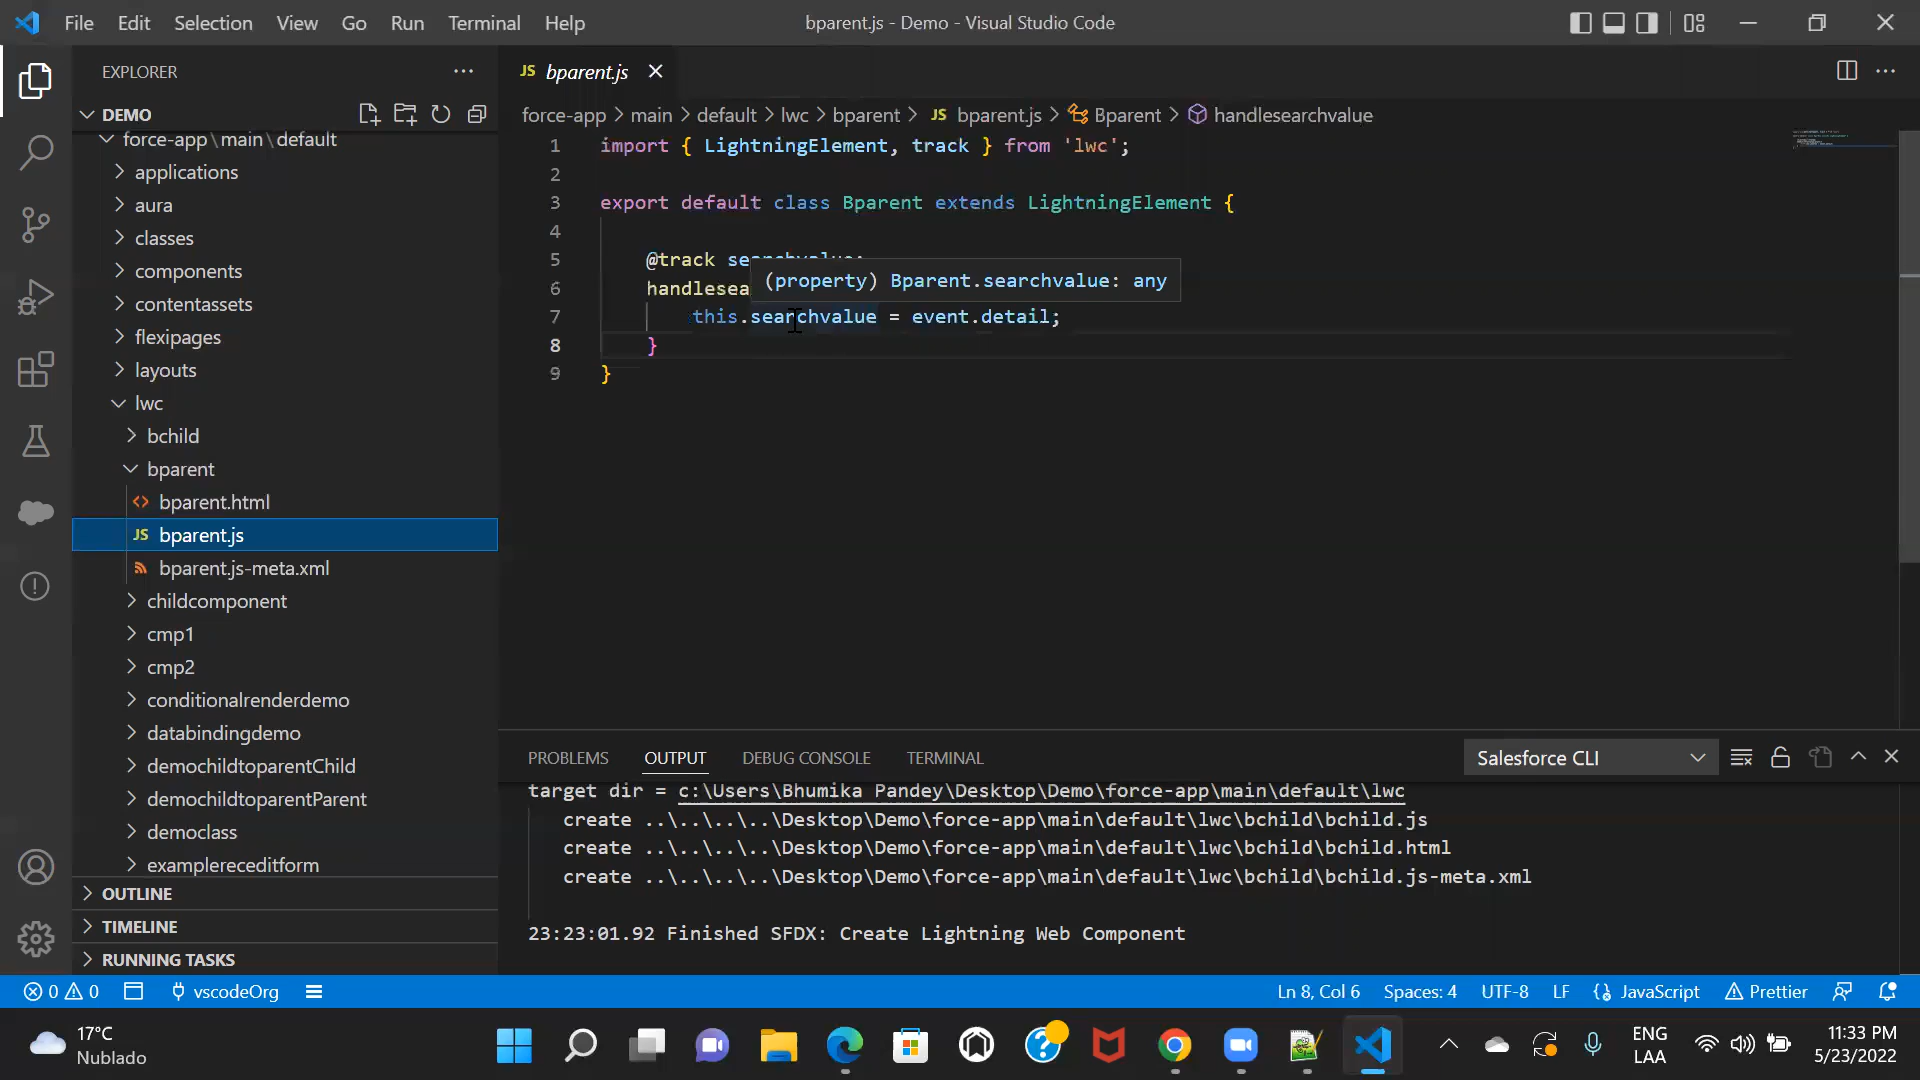 File Edit Selection View Go Run Terminal Help
bparent.js - Demo - Visual Studio Code
EXPLORER
DEMO
force-app\main\default
applications
aura
classes
components
contentassets
flexipages
layouts
lwc
bchild
bparent
bparent.html
JS bparent.js
bparent.js-meta.xml
childcomponent
cmp1
cmp2
conditionalrenderdemo
databindingdemo
demochildtoparentChild
demochildtoparentParent
democlass
examplereceditform
OUTLINE
TIMELINE
RUNNING TASKS
JS bparent.js
force-app > main > default > lwc > bparent > JS bparent.js > Bparent > handlesearchvalue
1 import { LightningElement, track } from 'lwc';
2
3 export default class Bparent extends LightningElement {
4
5 @track searchvalue;
(property) Bparent.searchvalue: any
6 handlesea
7 this.searchvalue = event.detail;
8 }
9 }
PROBLEMS OUTPUT DEBUG CONSOLE TERMINAL
Salesforce CLI
target dir = c:\Users\Bhumika Pandey\Desktop\Demo\force-app\main\default\lwc
create ..\..\..\..\Desktop\Demo\force-app\main\default\lwc\bchild\bchild.js
create ..\..\..\..\Desktop\Demo\force-app\main\default\lwc\bchild\bchild.html
create ..\..\..\..\Desktop\Demo\force-app\main\default\lwc\bchild\bchild.js-meta.xml
23:23:01.92 Finished SFDX: Create Lightning Web Component
0 0 vscodeOrg
Ln 8, Col 6 Spaces: 4 UTF-8 LF JavaScript Prettier
17°C
Nublado
ENG
LAA
11:33 PM
5/23/2022